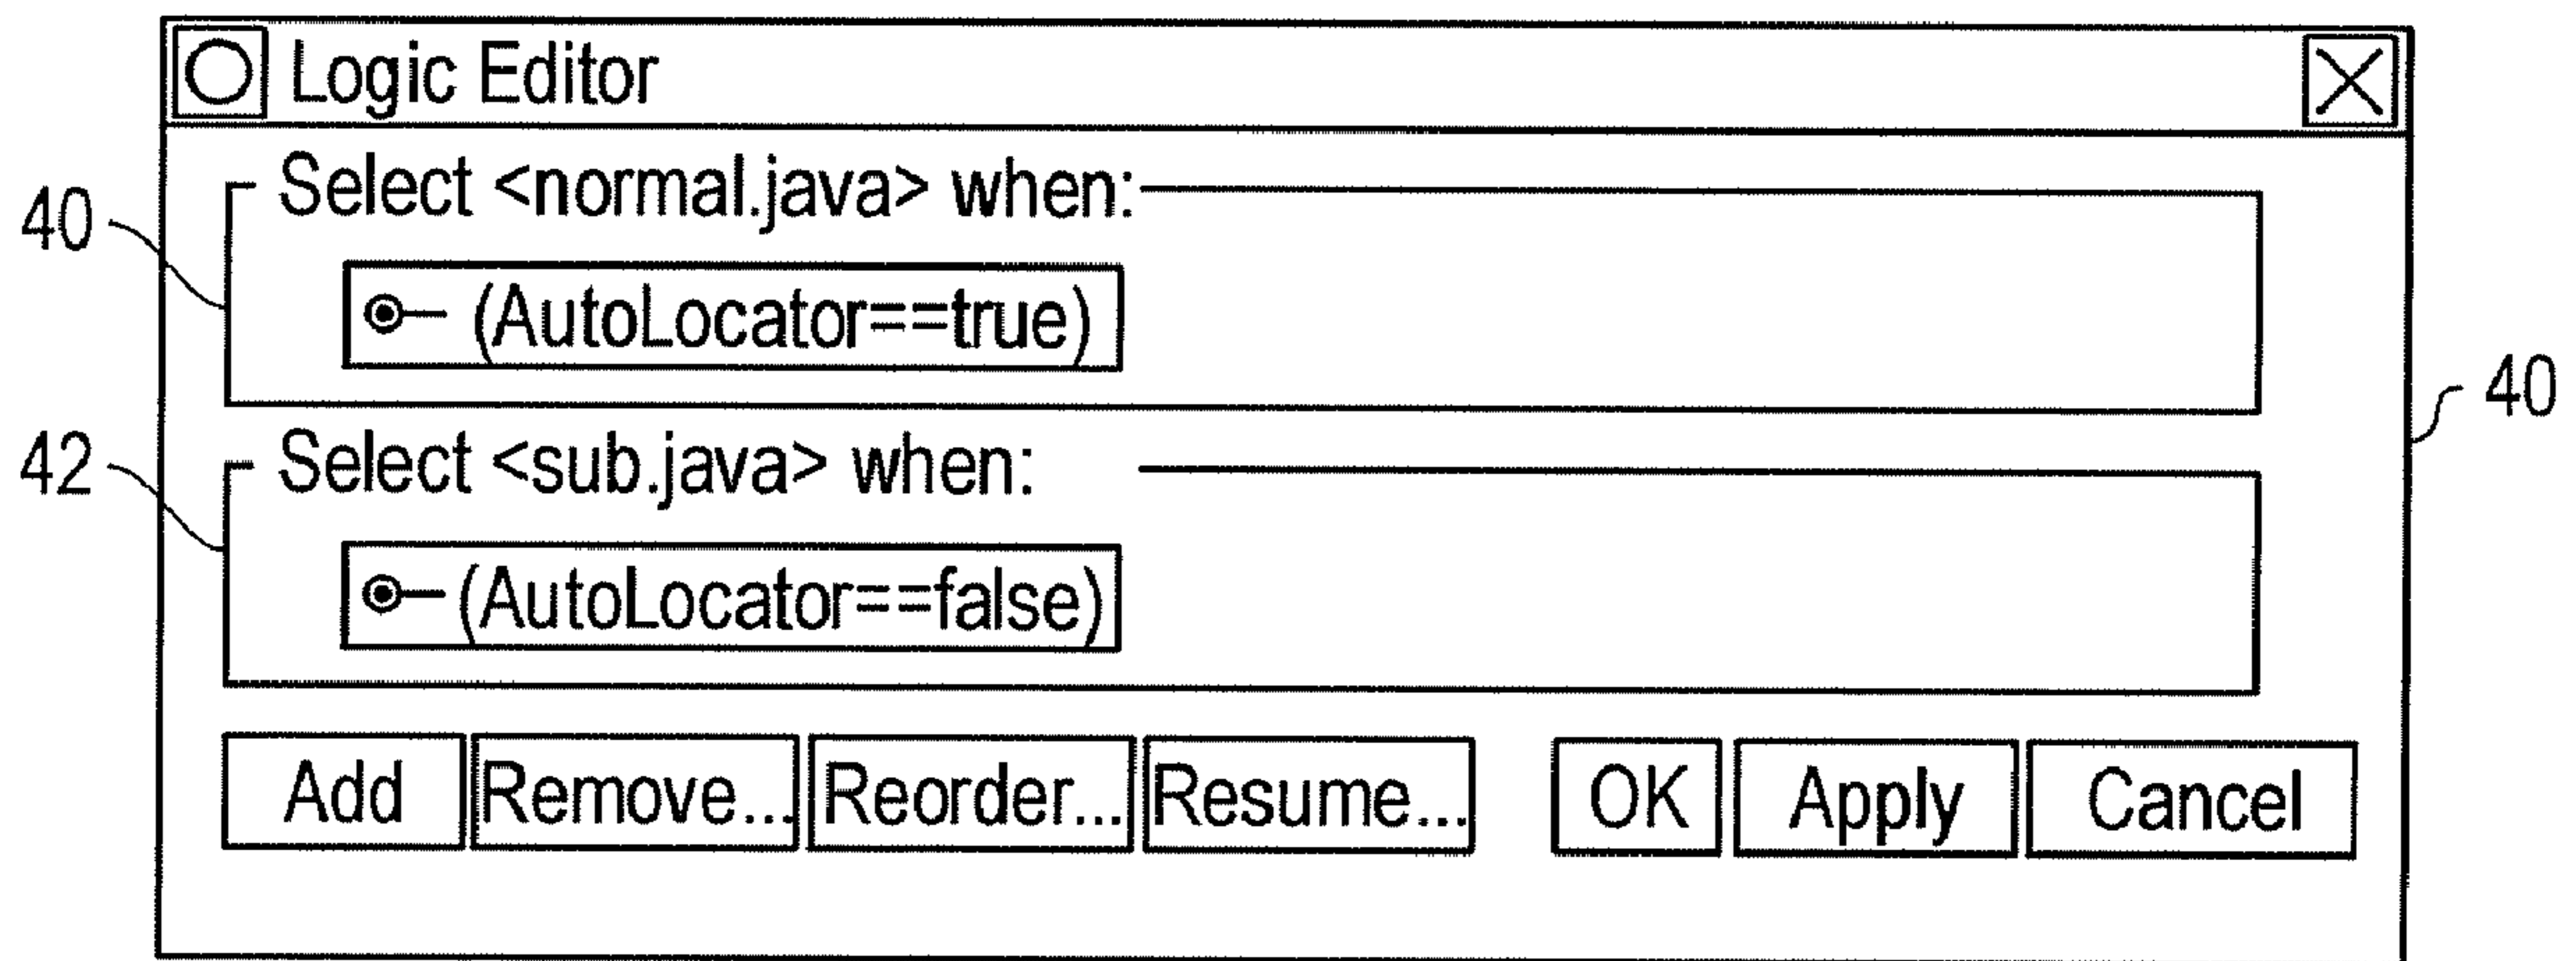 Logic Editor
40 Select <normal.java> when:
(AutoLocator==true)
40
42 Select <sub.java> when:
(AutoLocator==false)
Add Remove... Reorder... Resume... OK Apply Cancel